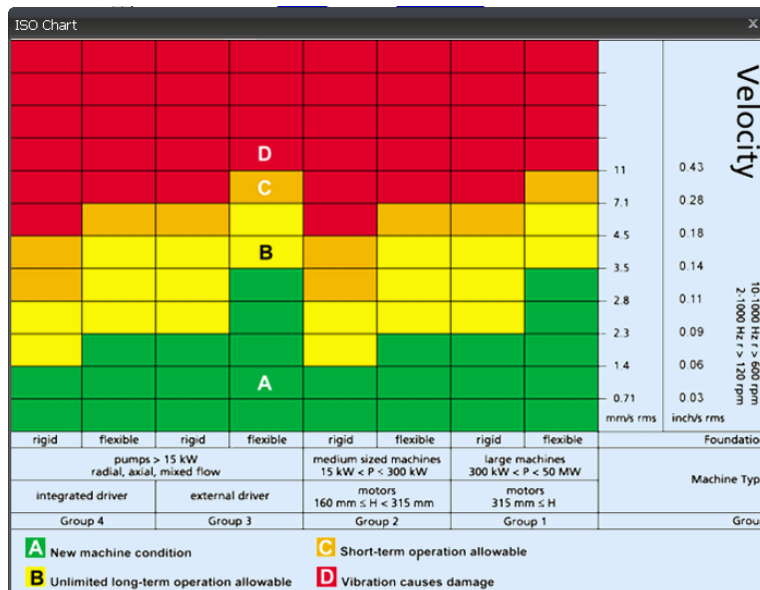 ISO Chart x
D
C
B
A
11 0.43
7.1 0.28
4.5 0.18
3.5 0.14
2.8 0.11
2.3 0.09
1.4 0.06
0.71 0.03
mm/s rms inch/s rms
Velocity
10-1000 Hz r > 600 rpm
2-1000 Hz r > 120 rpm
rigid flexible rigid flexible rigid flexible rigid flexible Foundatio
pumps > 15 kW medium sized machines large machines
radial, axial, mixed flow 15 kW < P ≤ 300 kW 300 kW < P < 50 MW
Machine Typ
integrated driver external driver motors motors
160 mm ≤ H < 315 mm 315 mm ≤ H
Group 4 Group 3 Group 2 Group 1 Grou
A New machine condition C Short-term operation allowable
B Unlimited long-term operation allowable D Vibration causes damage